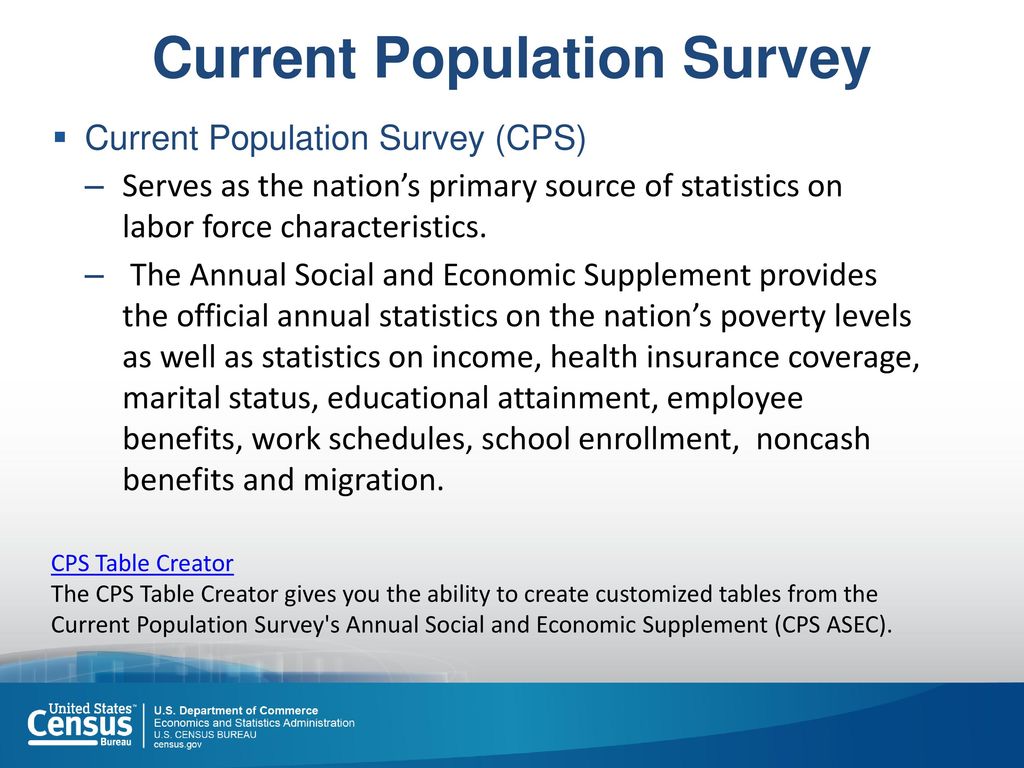 Current Population Survey
▪ Current Population Survey (CPS)
– Serves as the nation’s primary source of statistics on
labor force characteristics.
– The Annual Social and Economic Supplement provides
the official annual statistics on the nation’s poverty levels
as well as statistics on income, health insurance coverage,
marital status, educational attainment, employee
benefits, work schedules, school enrollment,  noncash
benefits and migration.
CPS Table Creator
The CPS Table Creator gives you the ability to create customized tables from the
Current Population Survey's Annual Social and Economic Supplement (CPS ASEC).
United States™
Census
Bureau
U.S. Department of Commerce
Economics and Statistics Administration
U.S. CENSUS BUREAU
census.gov